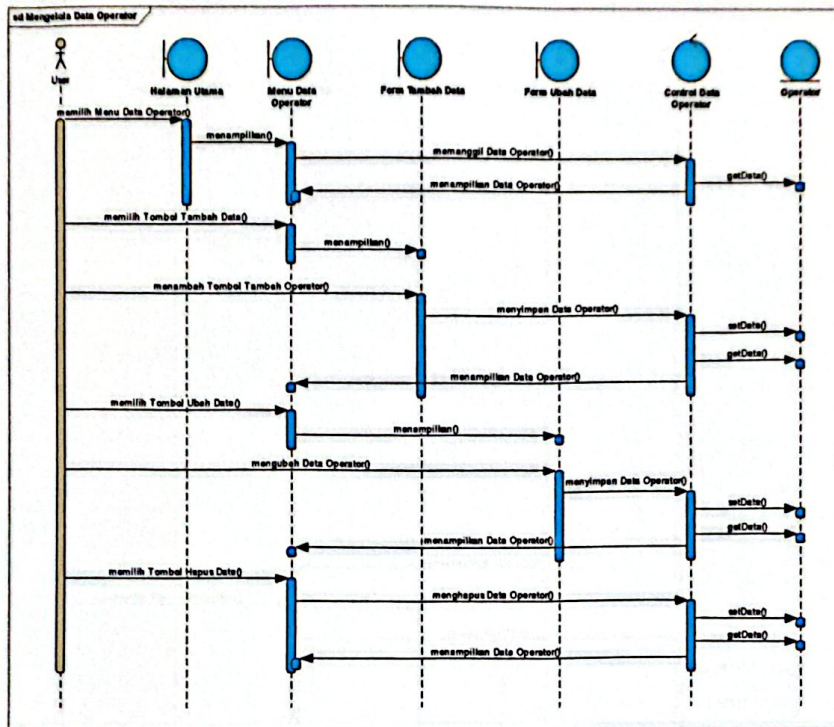 sd Mengelola Data Operator
User
Halaman Utama
Menu Data
Operator
Form Tambah Data
Form Ubah Data
Control Data
Operator
Operator
memilih Menu Data Operator()
menampilkan()
memanggil Data Operator()
getData()
menampilkan Data Operator()
memilih Tombol Tambah Data()
menampilkan()
menambah Tombol Tambah Operator()
menyimpan Data Operator()
setData()
getData()
menampilkan Data Operator()
memilih Tombol Ubah Data()
menampilkan()
mengubah Data Operator()
menyimpan Data Operator()
setData()
getData()
menampilkan Data Operator()
memilih Tombol Hapus Data()
menghapus Data Operator()
setData()
getData()
menampilkan Data Operator()